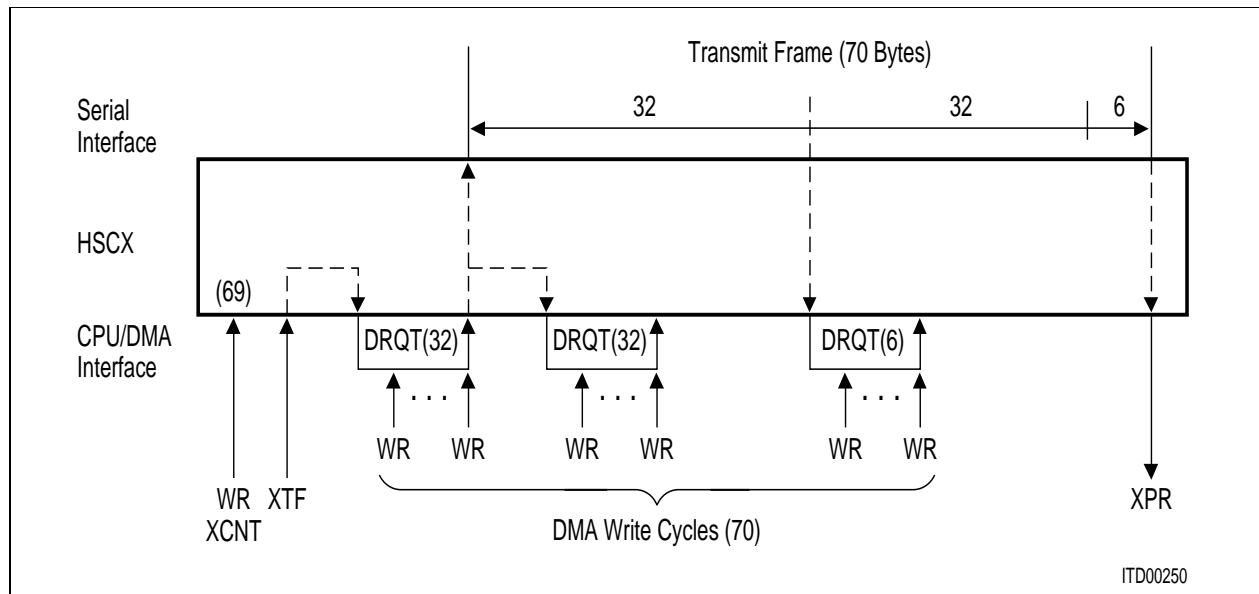 Transmit Frame (70 Bytes)
Serial
Interface
32 32 6
HSCX
(69)
CPU/DMA
Interface
DRQT(32) DRQT(32) DRQT(6)
. . . . . . . . .
WR WR WR WR WR WR
WR XTF
XCNT
XPR
DMA Write Cycles (70)
ITD00250